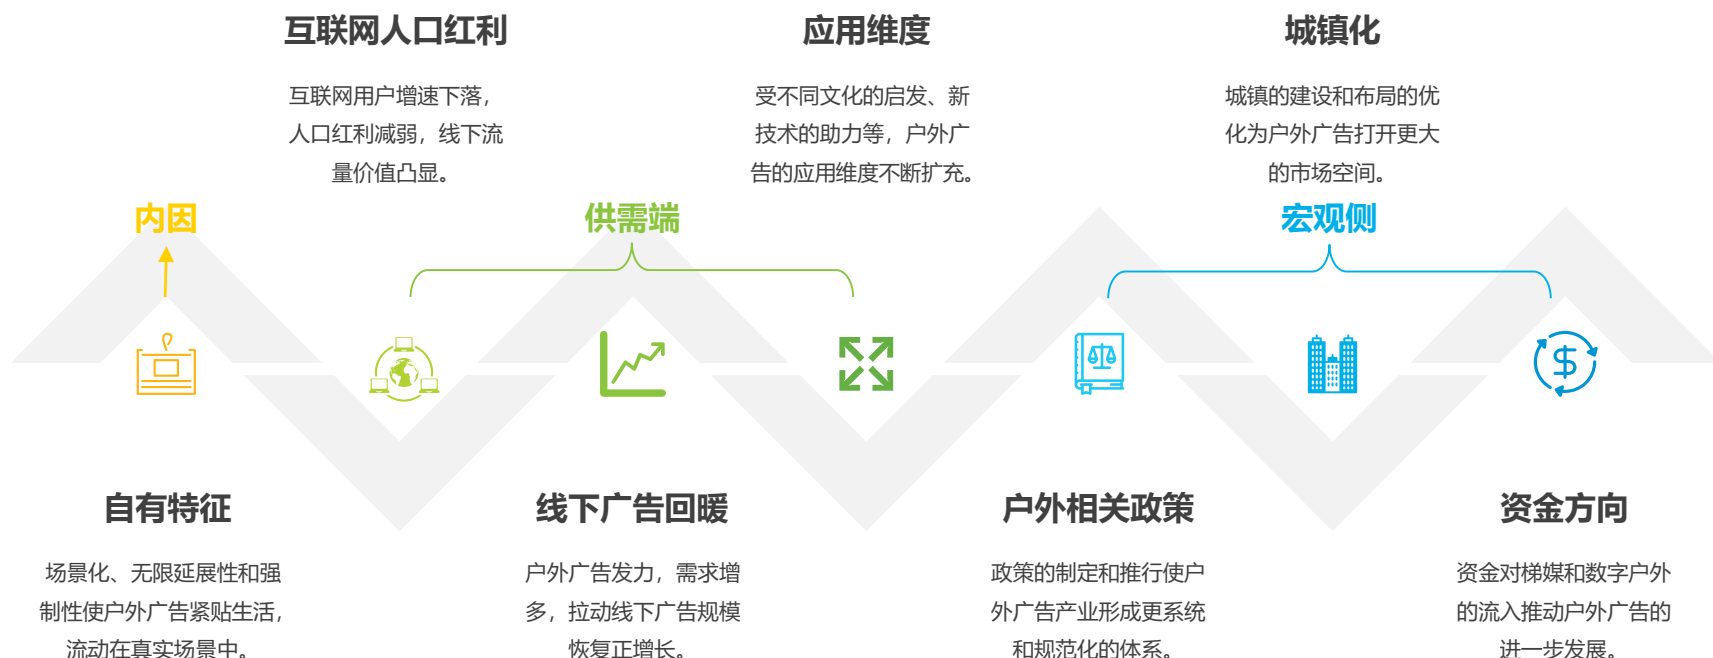 互联网人口红利
互联网用户增速下落，
人口红利减弱，线下流
量价值凸显。
应用维度
受不同文化的启发、新
技术的助力等，户外广
告的应用维度不断扩充。
城镇化
城镇的建设和布局的优
化为户外广告打开更大
的市场空间。
内因
供需端
宏观侧
自有特征
场景化、无限延展性和强
制性使户外广告紧贴生活，
流动在真实场景中。
线下广告回暖
户外广告发力，需求增
多，拉动线下广告规模
恢复正增长。
户外相关政策
政策的制定和推行使户
外广告产业形成更系统
和规范化的体系。
资金方向
资金对梯媒和数字户外
的流入推动户外广告的
进一步发展。